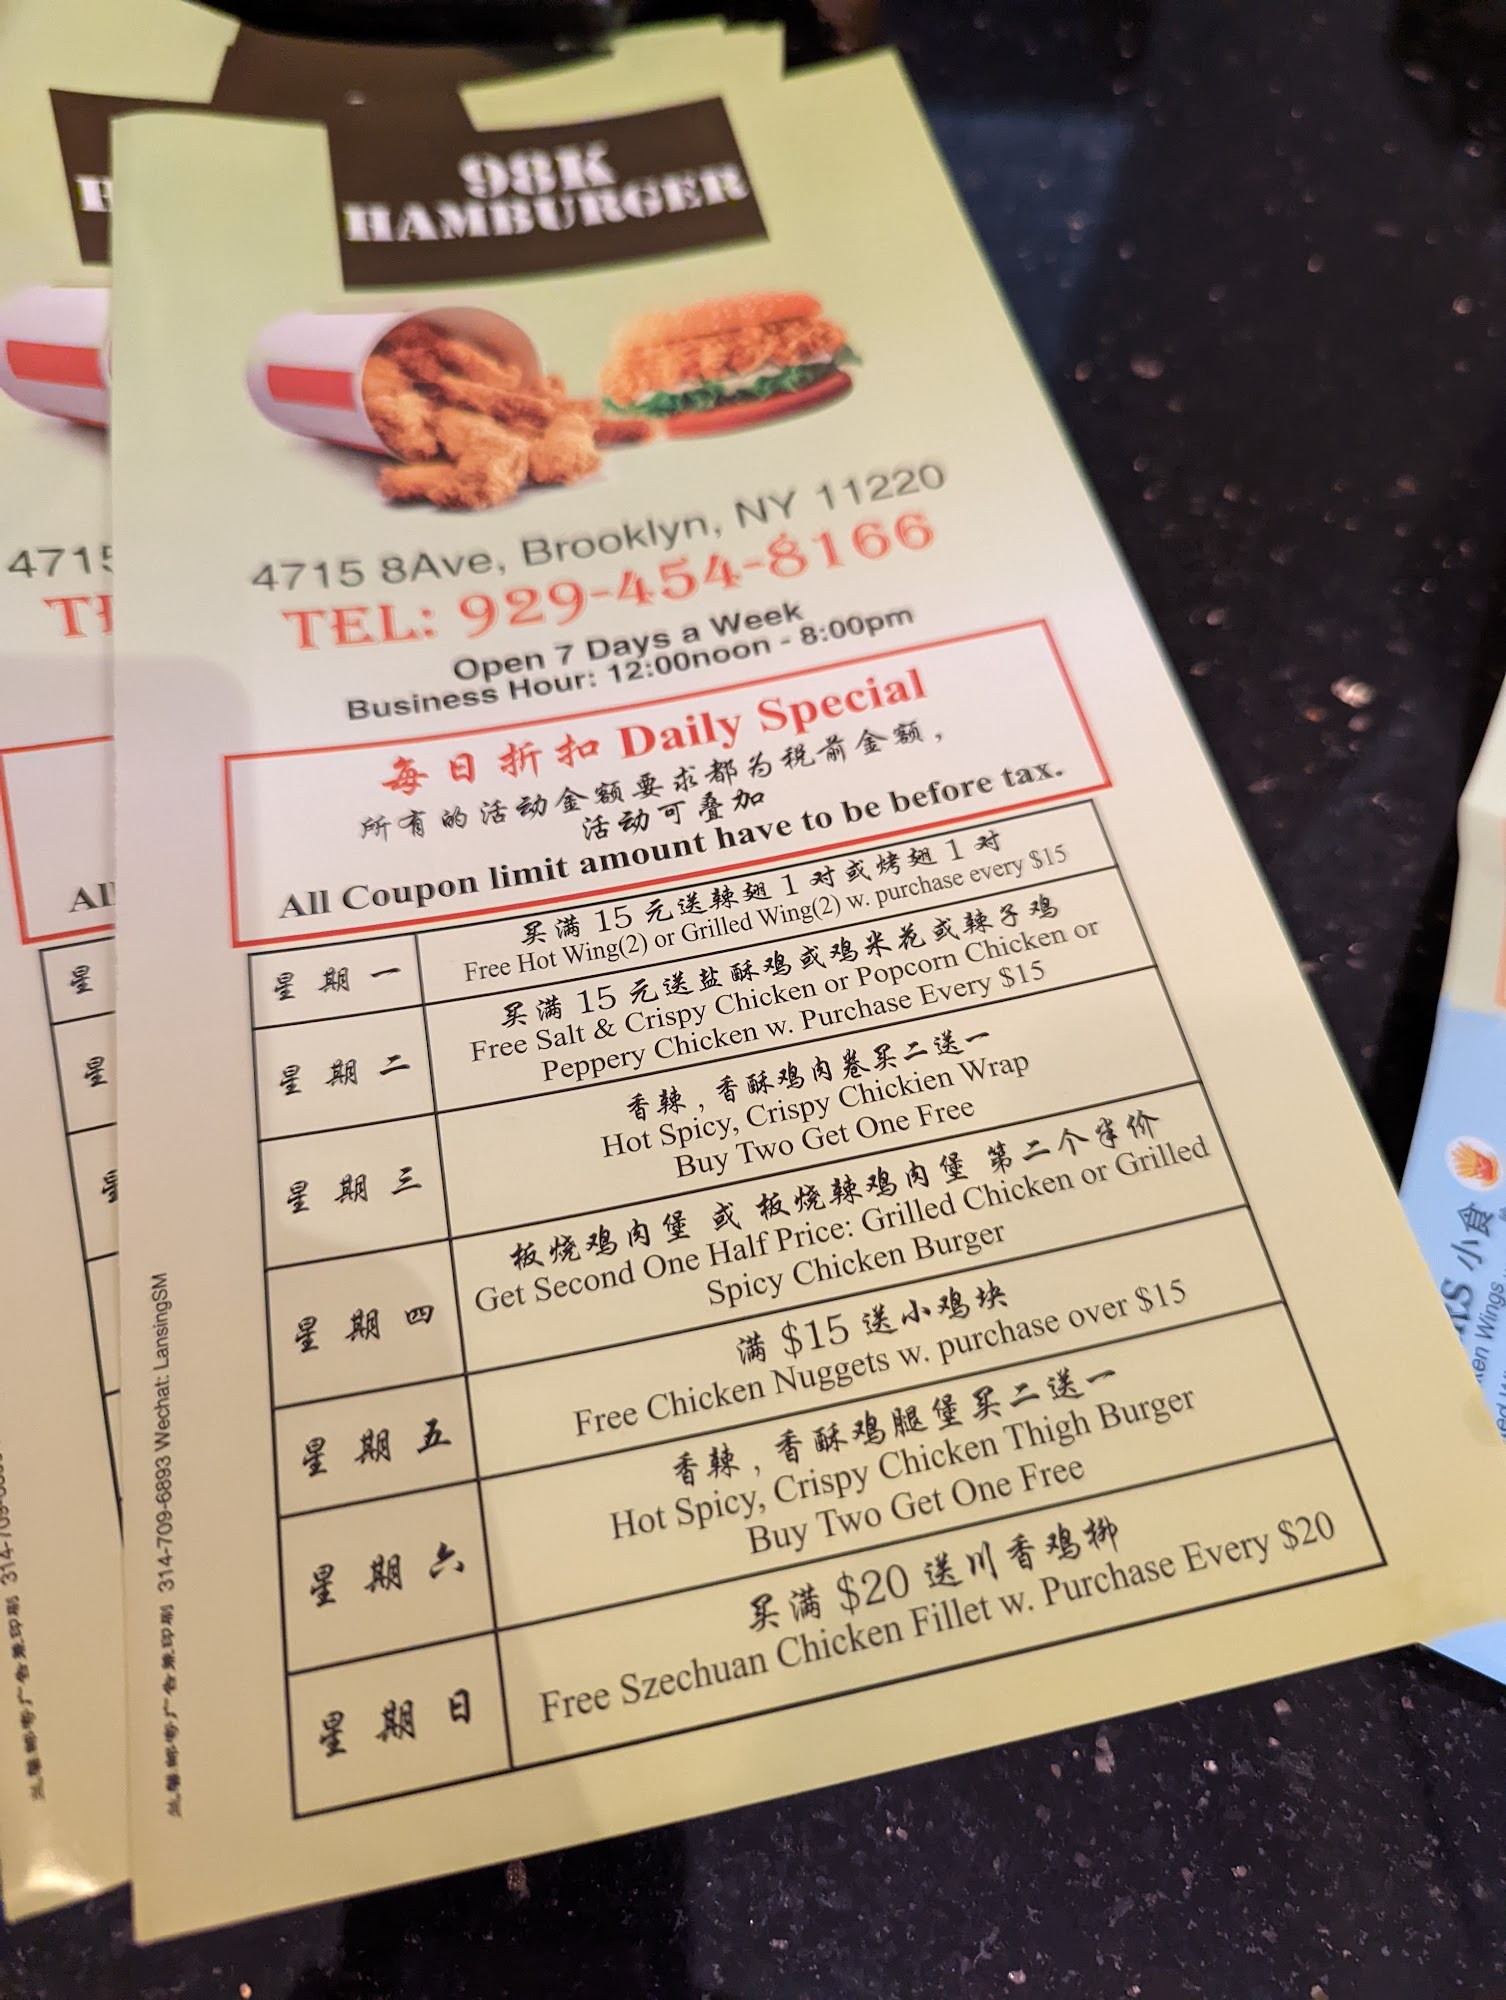 98K
HAMBURGER
4715 8Ave, Brooklyn, NY 11220
TEL: 929-454-8166
Open 7 Days a Week
Business Hour: 12:00noon - 8:00pm
每日折扣 Daily Special
所有的活动金额要求都为税前金额，
活动可叠加
All Coupon limit amount have to be before tax.
星期一
买满 15 元送辣翅 1 对或烤翅 1 对
Free Hot Wing(2) or Grilled Wing(2) w. purchase every $15
星期二
买满 15 元送盐酥鸡或鸡米花或辣子鸡
Free Salt & Crispy Chicken or Popcorn Chicken or
Peppery Chicken w. Purchase Every $15
星期三
香辣，香酥鸡肉卷买二送一
Hot Spicy, Crispy Chickien Wrap
Buy Two Get One Free
星期四
板烧鸡肉堡 或 板烧辣鸡肉堡 第二个半价
Get Second One Half Price: Grilled Chicken or Grilled
Spicy Chicken Burger
星期五
满 $15 送小鸡块
Free Chicken Nuggets w. purchase over $15
星期六
香辣，香酥鸡腿堡买二送一
Hot Spicy, Crispy Chicken Thigh Burger
Buy Two Get One Free
星期日
买满 $20 送川香鸡柳
Free Szechuan Chicken Fillet w. Purchase Every $20
314-709-6893 Wechat: LansingSM
4715
All
星
星
小食
Wings